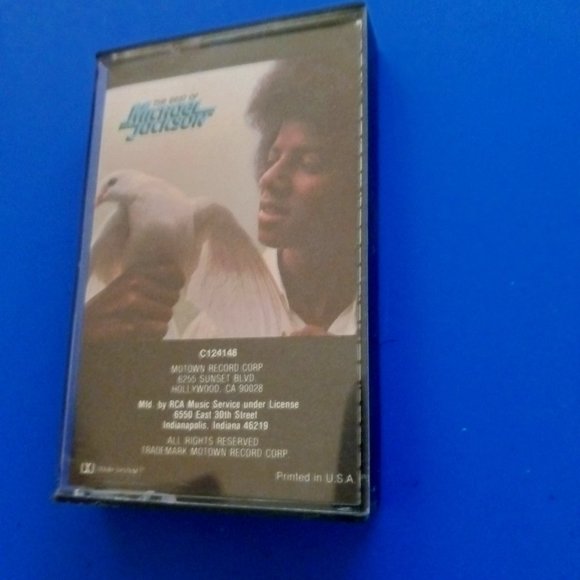 THE BEST OF
Michael
Jackson
C124148
MOTOWN RECORD CORP
6255 SUNSET BLVD.
HOLLYWOOD, CA 90028
Mfd. by RCA Music Service under License
6550 East 30th Street
Indianapolis, Indiana 46219
ALL RIGHTS RESERVED
TRADEMARK MOTOWN RECORD CORP
Printed in U.S.A.